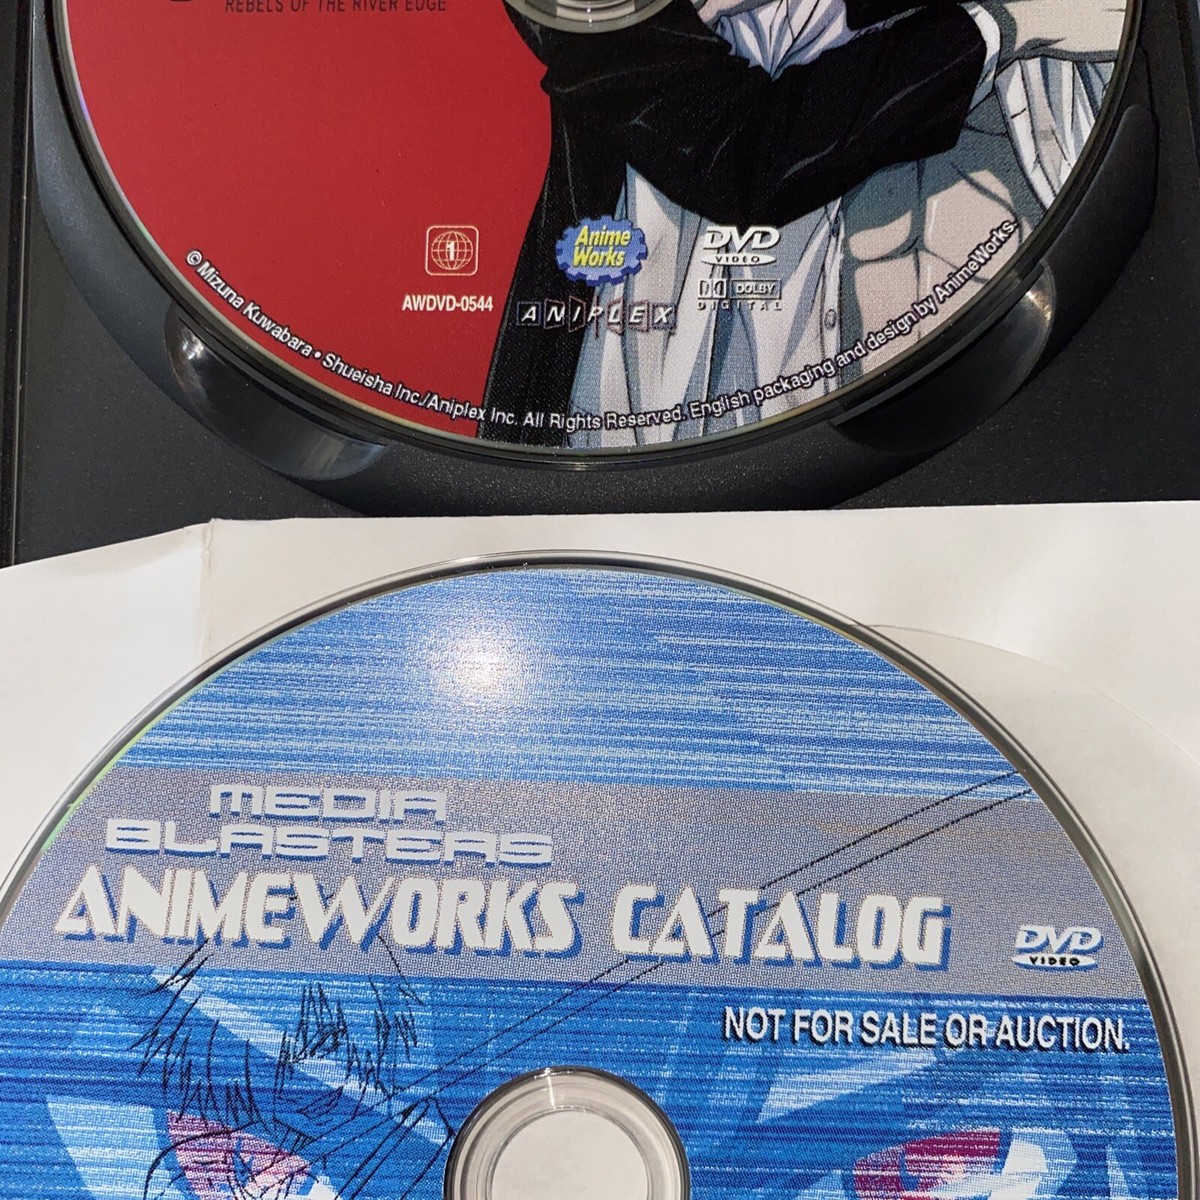 REBELS OF THE RIVER EDGE
1
Anime
Works
DVD
VIDEO
AWDVD-0544
ANIPLEX
DOLBY
DIGITAL
© Mizuna Kuwabara • Shueisha Inc./Aniplex Inc. All Rights Reserved. English packaging and design by AnimeWorks.
MEDIA
BLASTERS
ANIMEWORKS CATALOG
DVD
VIDEO
NOT FOR SALE OR AUCTION.